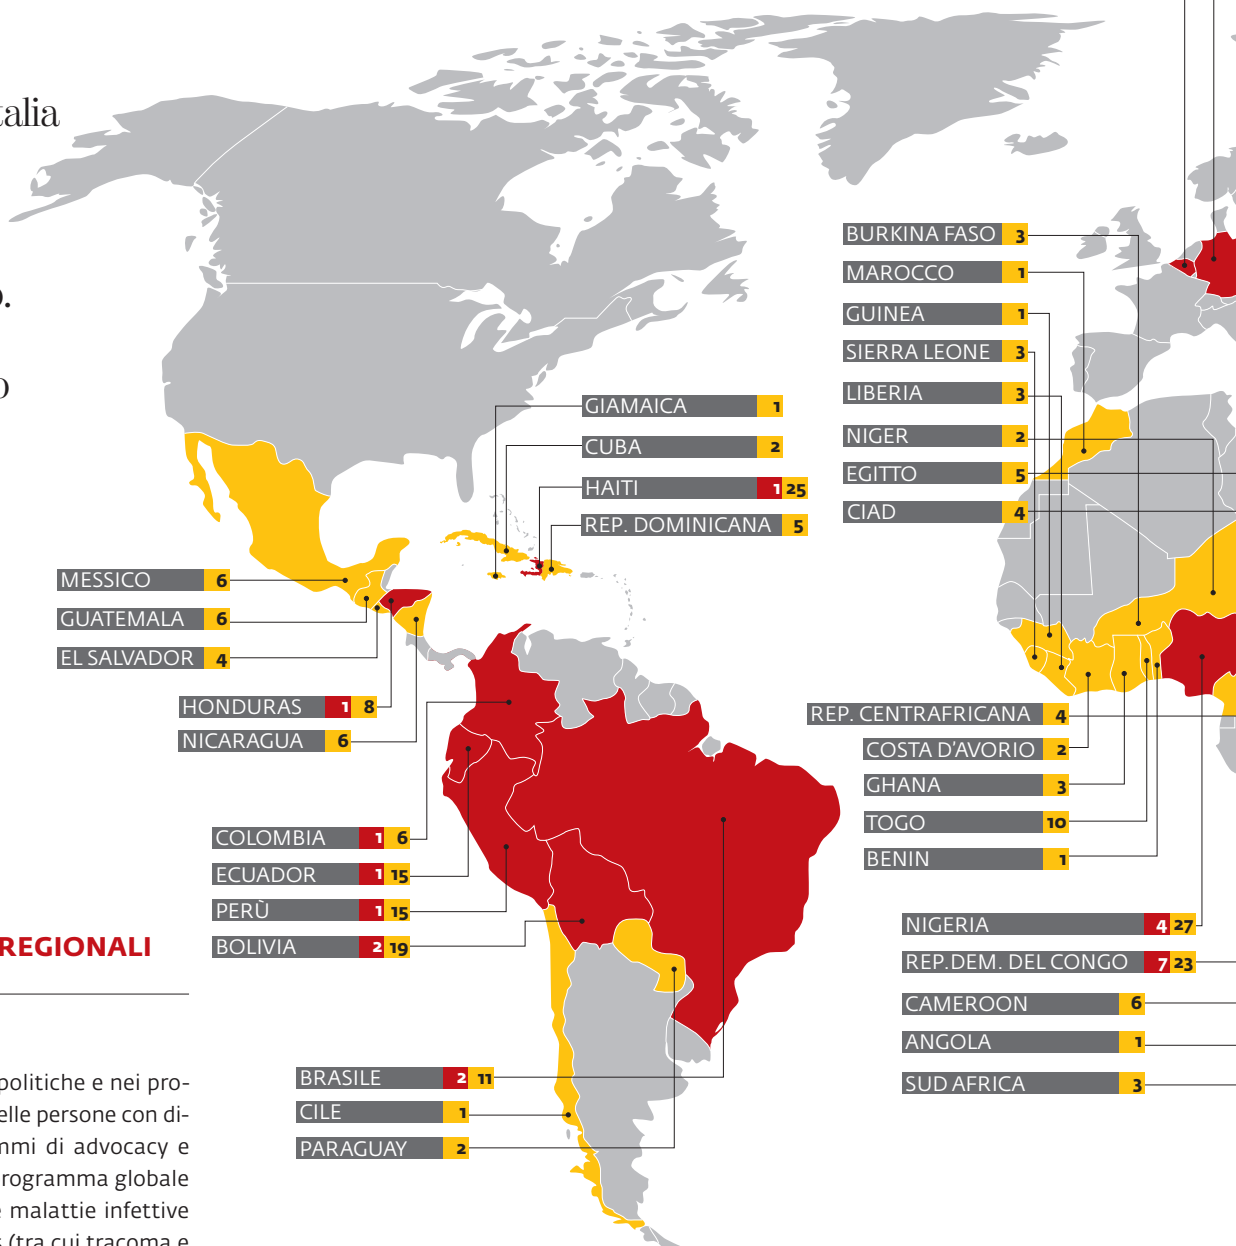 talia
o.
o
REGIONALI
politiche e nei pro-
elle persone con di-
mmi di advocacy e
rogramma globale
e malattie infettive
s (tra cui tracoma e
GIAMAICA 1
CUBA 2
HAITI 1 25
REP. DOMINICANA 5
MESSICO 6
GUATEMALA 6
EL SALVADOR 4
HONDURAS 1 8
NICARAGUA 6
COLOMBIA 1 6
ECUADOR 1 15
PERÙ 1 15
BOLIVIA 2 19
BRASILE 2 11
CILE 1
PARAGUAY 2
BURKINA FASO 3
MAROCCO 1
GUINEA 1
SIERRA LEONE 3
LIBERIA 3
NIGER 2
EGITTO 5
CIAD 4
REP. CENTRAFRICANA 4
COSTA D'AVORIO 2
GHANA 3
TOGO 10
BENIN 1
NIGERIA 4 27
REP.DEM. DEL CONGO 7 23
CAMEROON 6
ANGOLA 1
SUD AFRICA 3